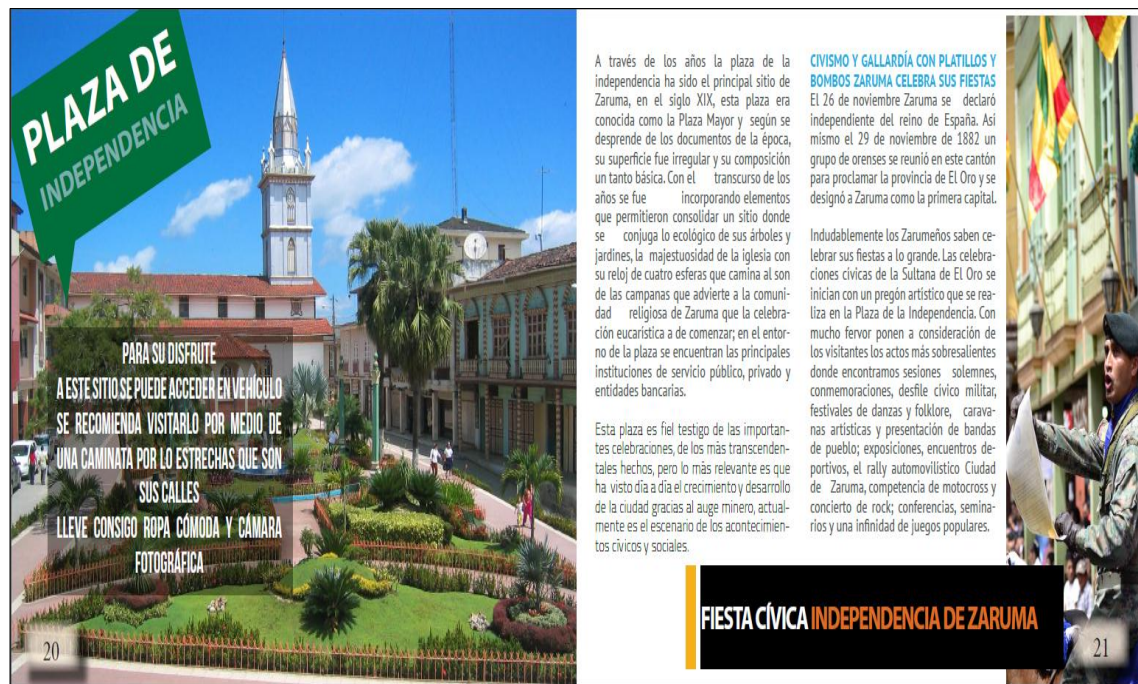 PLAZA DE
INDEPENDENCIA
PARA SU DISFRUTE
A ESTE SITIO SE PUEDE ACCEDER EN VEHÍCULO
SE RECOMIENDA VISITARLO POR MEDIO DE
UNA CAMINATA POR LO ESTRECHAS QUE SON
SUS CALLES
LLEVE CONSIGO ROPA CÓMODA Y CÁMARA
FOTOGRÁFICA
20
A través de los años la plaza de la
independencia ha sido el principal sitio de
Zaruma, en el siglo XIX, esta plaza era
conocida como la Plaza Mayor y según se
desprende de los documentos de la época,
su superficie fue irregular y su composición
un tanto básica. Con el transcurso de los
años se fue incorporando elementos
que permitieron consolidar un sitio donde
se conjuga lo ecológico de sus árboles y
jardines, la majestuosidad de la iglesia con
su reloj de cuatro esferas que camina al son
de las campanas que advierte a la comuni-
dad religiosa de Zaruma que la celebra-
ción eucarística a de comenzar; en el entor-
no de la plaza se encuentran las principales
instituciones de servicio público, privado y
entidades bancarias.
Esta plaza es fiel testigo de las importan-
tes celebraciones, de los más transcenden-
tales hechos, pero lo más relevante es que
ha visto día a día el crecimiento y desarrollo
de la ciudad gracias al auge minero, actual-
mente es el escenario de los acontecimien-
tos cívicos y sociales.
CIVISMO Y GALLARDÍA CON PLATILLOS Y
BOMBOS ZARUMA CELEBRA SUS FIESTAS
El 26 de noviembre Zaruma se declaró
independiente del reino de España. Asi
mismo el 29 de noviembre de 1882 un
grupo de orenses se reunió en este cantón
para proclamar la provincia de El Oro y se
designó a Zaruma como la primera capital.
Indudablemente los Zarumeños saben ce-
lebrar sus fiestas a lo grande. Las celebra-
ciones cívicas de la Sultana de El Oro se
inician con un pregón artístico que se rea-
liza en la Plaza de la Independencia. Con
mucho fervor ponen a consideración de
los visitantes los actos más sobresalientes
donde encontramos sesiones solemnes,
conmemoraciones, desfile cívico militar,
festivales de danzas y folklore, carava-
nas artísticas y presentación de bandas
de pueblo; exposiciones, encuentros de-
portivos, el rally automovilístico Ciudad
de Zaruma, competencia de motocross y
concierto de rock; conferencias, semina-
rios y una infinidad de juegos populares.
FIESTA CÍVICA INDEPENDENCIA DE ZARUMA
21